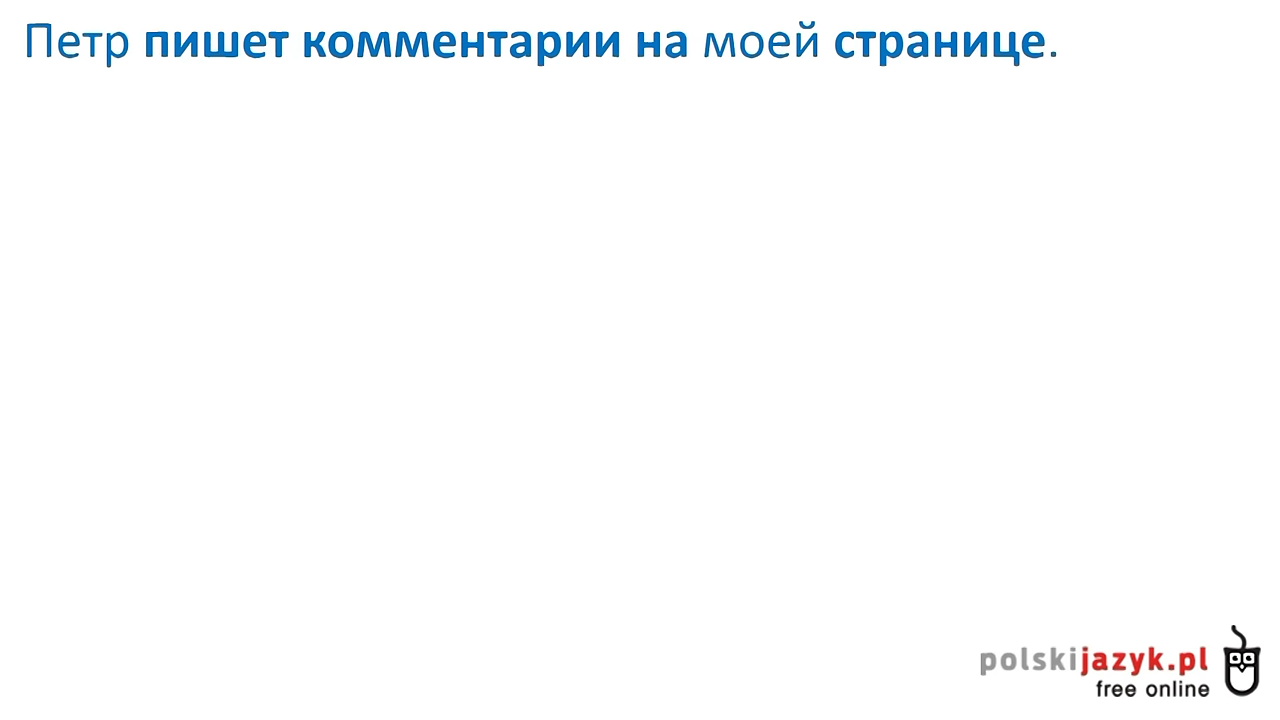 Петр пишет комментарии на моей странице.
polskijazyk.pl
free online